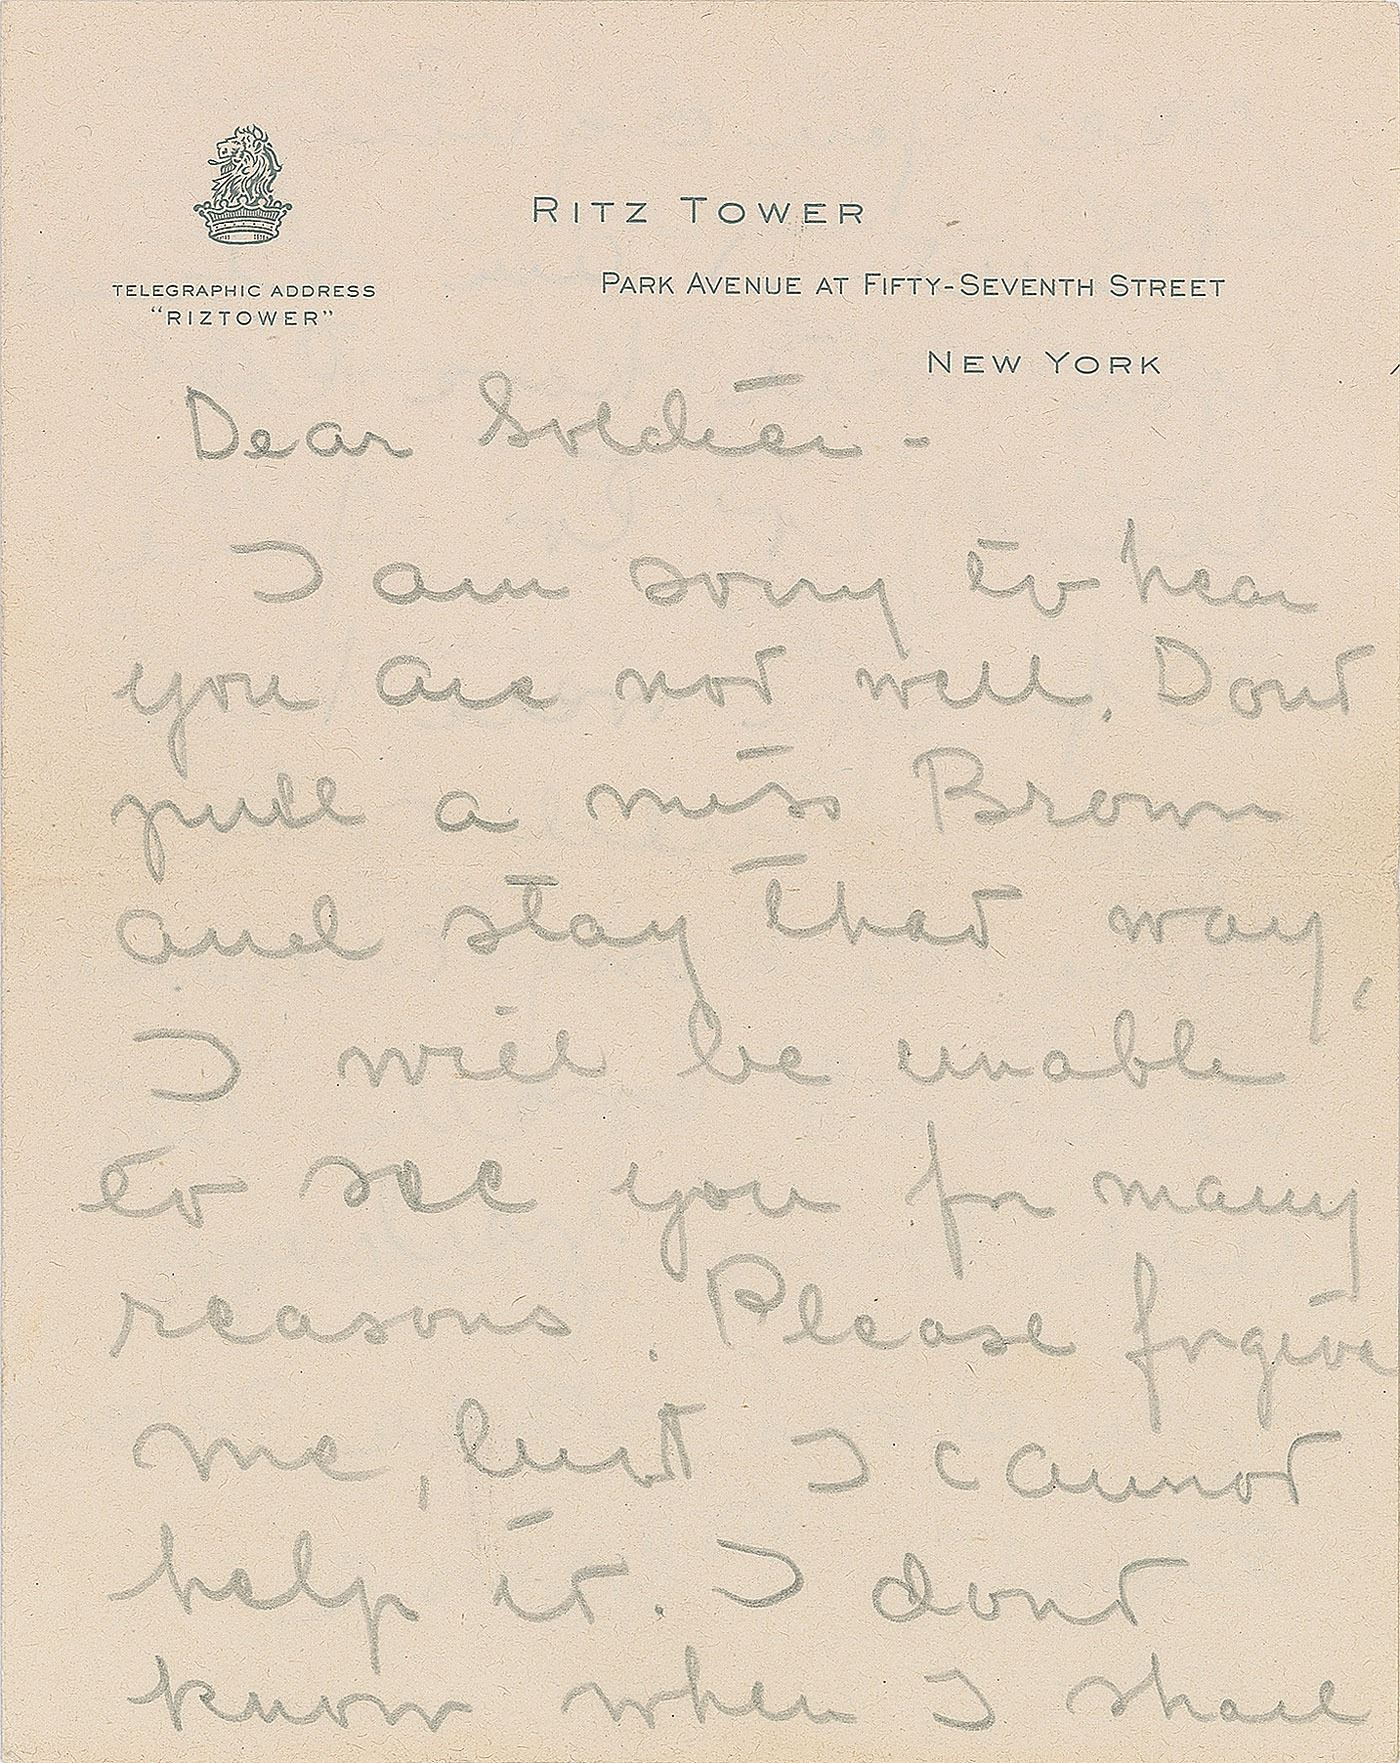 RITZ TOWER
PARK AVENUE AT FIFTY-SEVENTH STREET
NEW YORK
TELEGRAPHIC ADDRESS
"RIZTOWER"
Dear Soldier -
I am sorry to hear
you are not well. Dont
pull a miss Brown
and stay that way,
I will be unable
to see you for many
reasons. Please forgive
me, but I cannot
help it. I dont
know when I shall